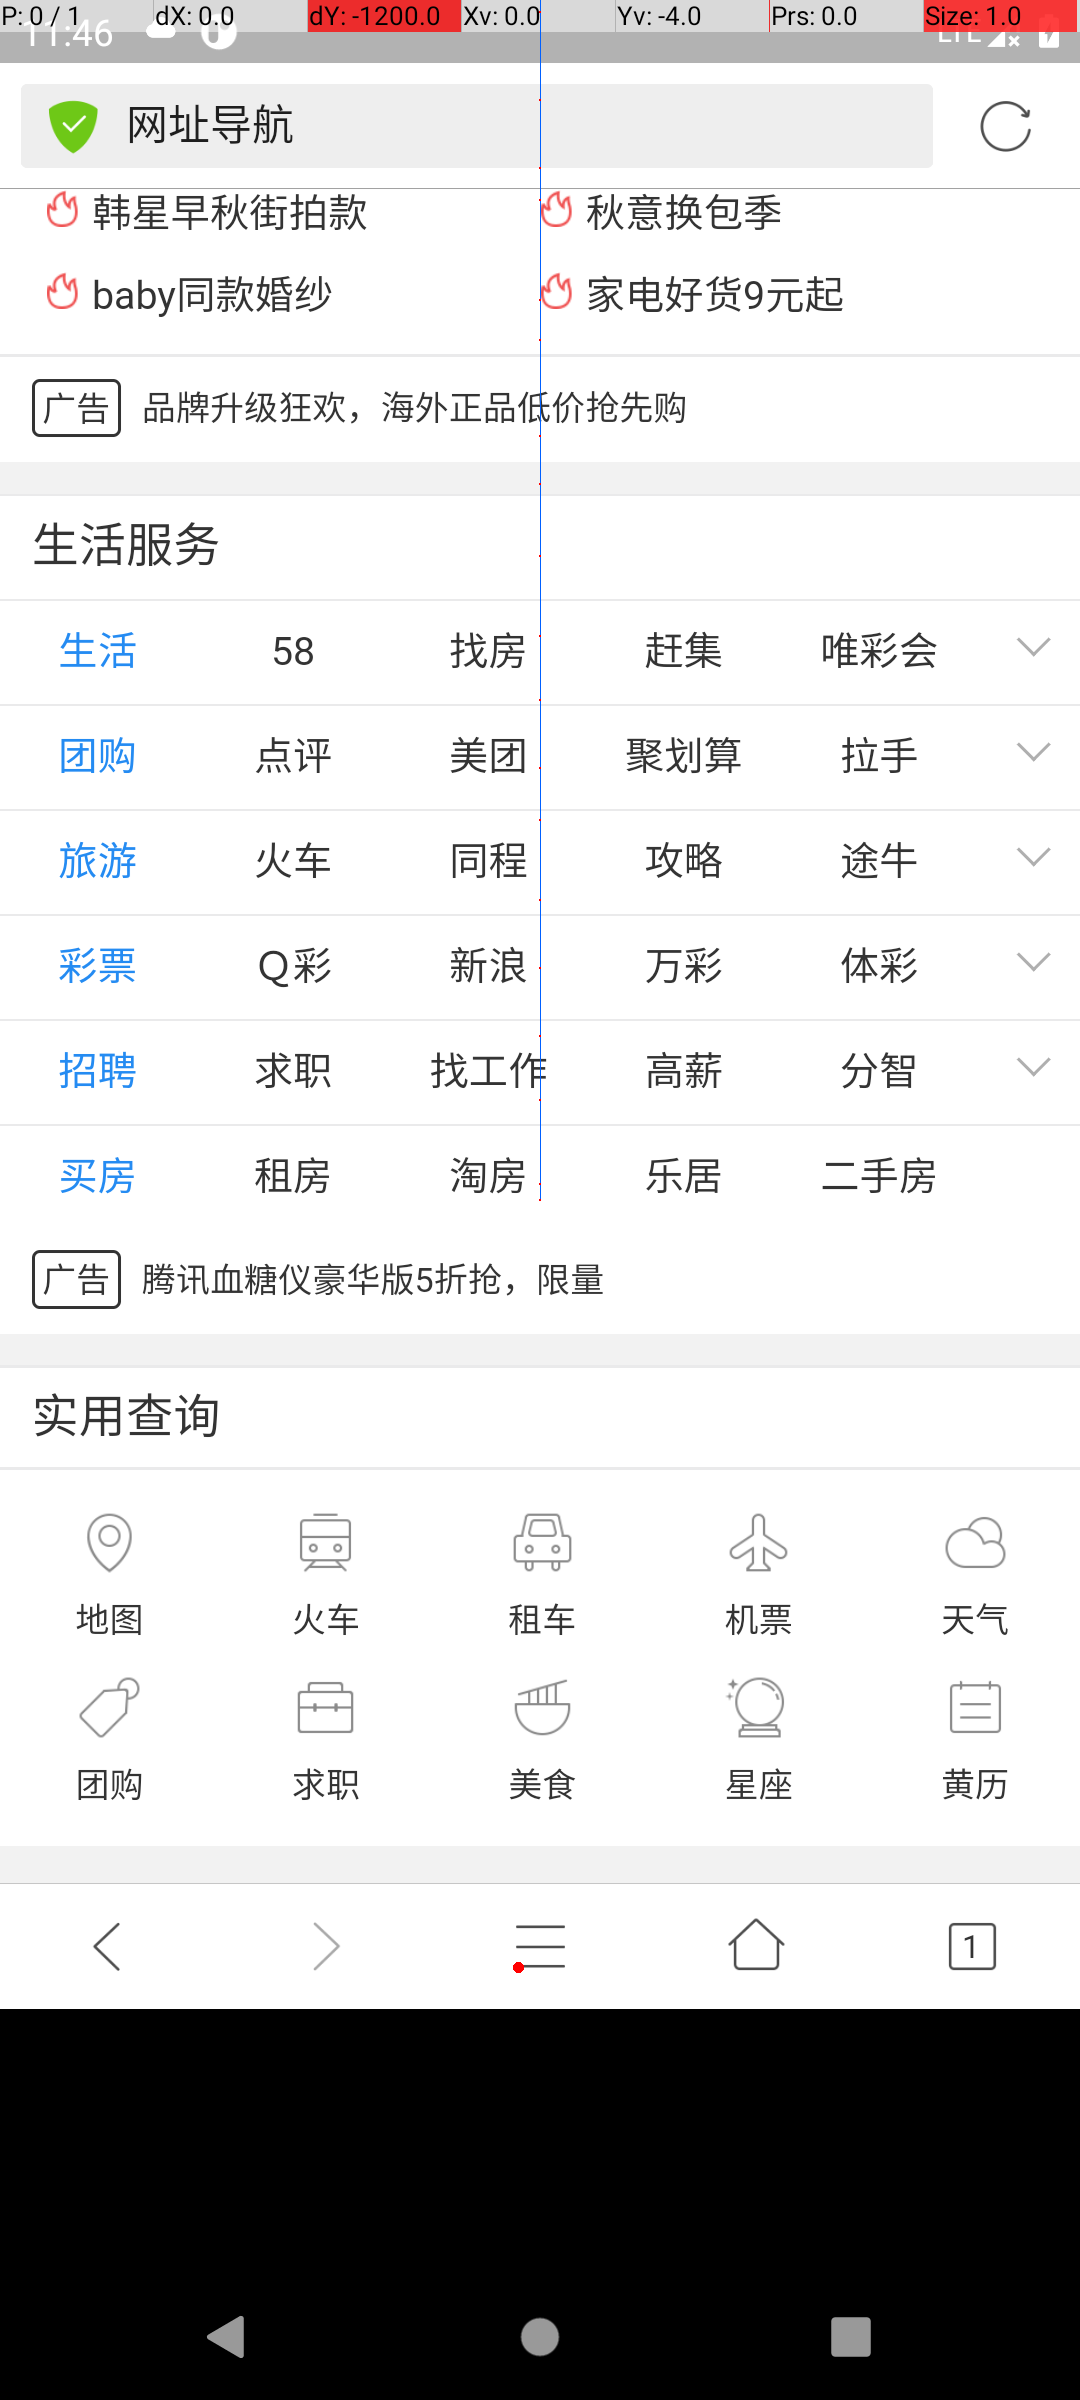 P: 0 / 1 dX: 0.0 dY: -1200.0 Xv: 0.0 Yv: -4.0 Prs: 0.0 Size: 1.0
11:46 LTE
网址导航
韩星早秋街拍款 秋意换包季
baby同款婚纱 家电好货9元起
广告 品牌升级狂欢，海外正品低价抢先购
生活服务
生活 58 找房 赶集 唯彩会
团购 点评 美团 聚划算 拉手
旅游 火车 同程 攻略 途牛
彩票 Q彩 新浪 万彩 体彩
招聘 求职 找工作 高薪 分智
买房 租房 淘房 乐居 二手房
广告 腾讯血糖仪豪华版5折抢，限量
实用查询
地图 火车 租车 机票 天气
团购 求职 美食 星座 黄历
1